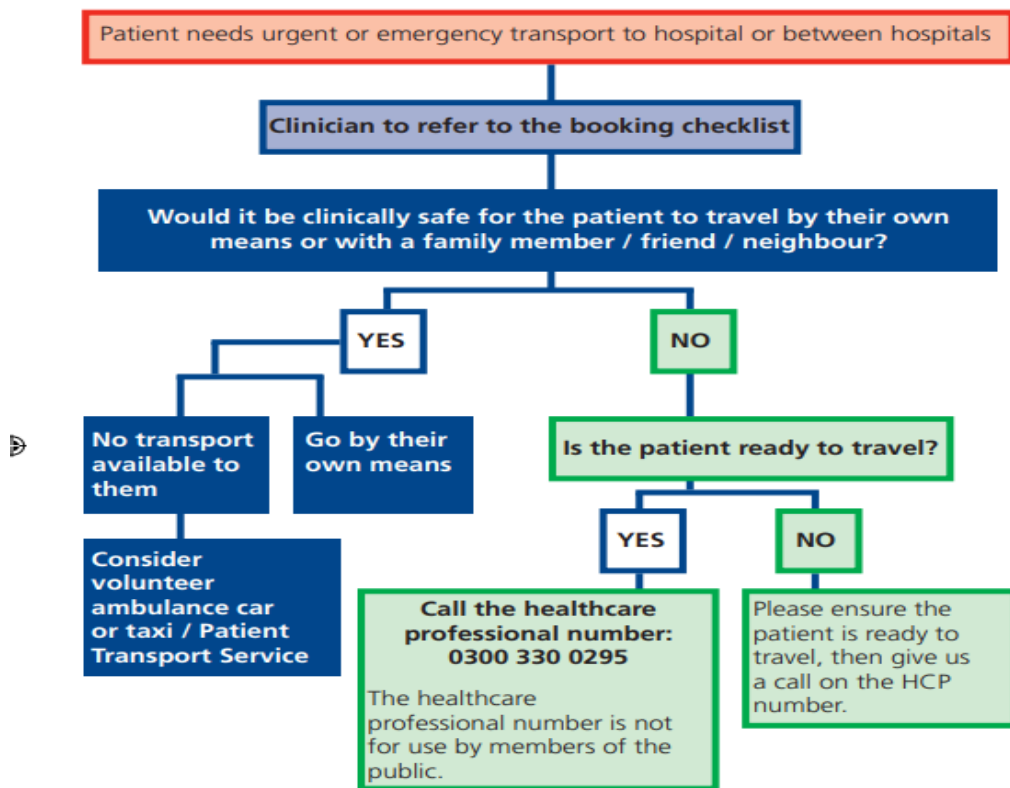 Patient needs urgent or emergency transport to hospital or between hospitals
Clinician to refer to the booking checklist
Would it be clinically safe for the patient to travel by their own
means or with a family member / friend / neighbour?
YES
NO
No transport
available to
them
Go by their
own means
Is the patient ready to travel?
Consider
volunteer
ambulance car
or taxi / Patient
Transport Service
YES
NO
Call the healthcare
professional number:
0300 330 0295
The healthcare
professional number is not
for use by members of the
public.
Please ensure the
patient is ready to
travel, then give us
a call on the HCP
number.